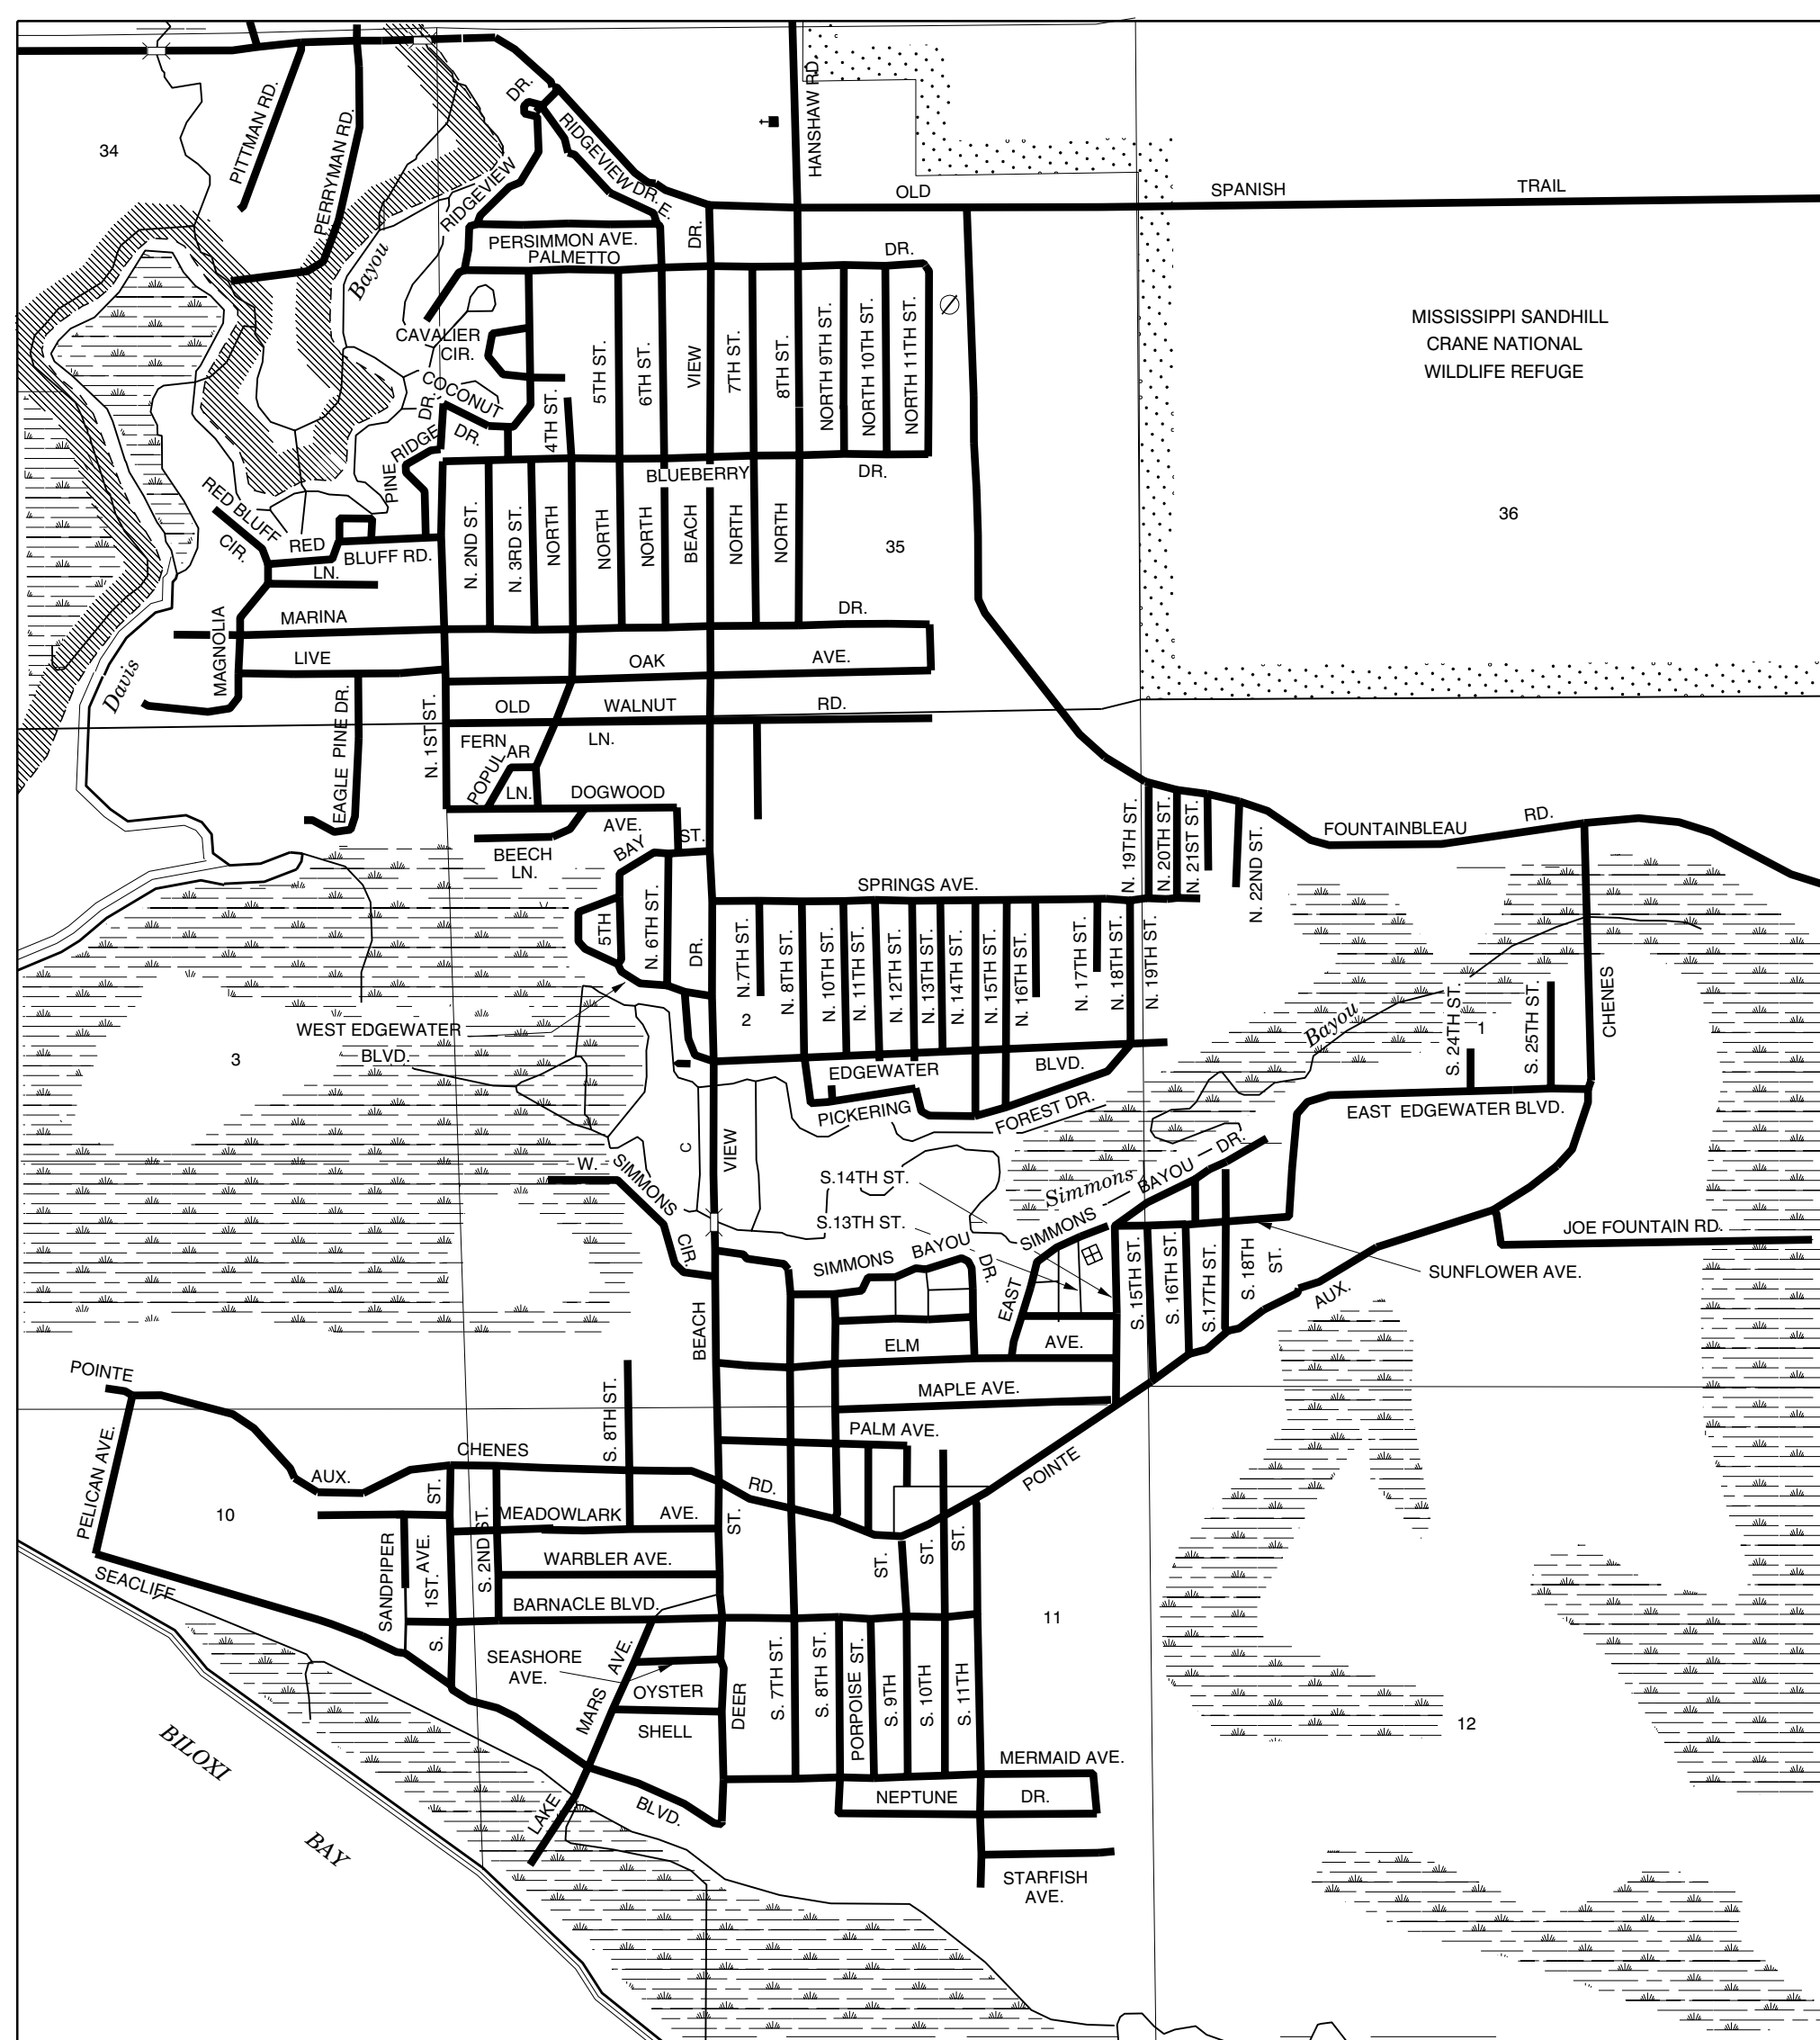 34
PITTMAN RD.
PERRYMAN RD.
DR.
RIDGEVIEW
RIDGEVIEW DR. E.
HANSHAW RD.
OLD
SPANISH
TRAIL
PERSIMMON AVE.
PALMETTO
DR.
DR.
Bayou
CAVALIER
CIR.
COCONUT
DR.
PINE
RIDGE
DR.
4TH ST.
5TH ST.
6TH ST.
VIEW
7TH ST.
8TH ST.
NORTH 9TH ST.
NORTH 10TH ST.
NORTH 11TH ST.
MISSISSIPPI SANDHILL
CRANE NATIONAL
WILDLIFE REFUGE
BLUEBERRY
DR.
36
35
RED BLUFF
CIR.
RED
BLUFF RD.
LN.
N. 2ND ST.
N. 3RD ST.
NORTH
NORTH
NORTH
BEACH
NORTH
NORTH
MARINA
DR.
MAGNOLIA
LIVE
OAK
AVE.
Davis
EAGLE PINE DR.
N. 1ST ST.
OLD
WALNUT
RD.
FERN
LN.
POPUL
AR
LN.
DOGWOOD
AVE.
BEECH
LN.
BAY
ST.
5TH
N. 6TH ST.
DR.
SPRINGS AVE.
N. 19TH ST.
N. 20TH ST.
N. 21ST ST.
N. 22ND ST.
FOUNTAINBLEAU
RD.
N.7TH ST.
N. 8TH ST.
N. 10TH ST.
N. 11TH ST.
N. 12TH ST.
N. 13TH ST.
N. 14TH ST.
N. 15TH ST.
N. 16TH ST.
N. 17TH ST.
N. 18TH ST.
N. 19TH ST.
2
WEST EDGEWATER
BLVD.
3
EDGEWATER
BLVD.
PICKERING
FOREST DR.
Bayou
S. 24TH ST.
1
S. 25TH ST.
CHENES
EAST EDGEWATER BLVD.
C
VIEW
W.
SIMMONS
CIR.
S.14TH ST.
S.13TH ST.
Simmons
SIMMONS
BAYOU
DR.
SIMMONS
BAYOU
DR.
EAST
S. 15TH ST.
S. 16TH ST.
S.17TH ST.
S. 18TH
ST.
JOE FOUNTAIN RD.
SUNFLOWER AVE.
AUX.
BEACH
ELM
AVE.
MAPLE AVE.
PALM AVE.
POINTE
POINTE
PELICAN AVE.
AUX.
CHENES
S. 8TH ST.
RD.
10
ST.
MEADOWLARK
AVE.
ST.
SANDPIPER
AVE.
1ST.
S.
S. 2ND ST.
WARBLER AVE.
BARNACLE BLVD.
ST.
ST.
ST.
SEACLIFF
SEASHORE
AVE.
AVE.
MARS
LAKE
OYSTER
SHELL
DEER
S. 7TH ST.
S. 8TH ST.
PORPOISE ST.
S. 9TH
S. 10TH
S. 11TH
11
12
MERMAID AVE.
NEPTUNE
DR.
BLVD.
STARFISH
AVE.
BILOXI
BAY